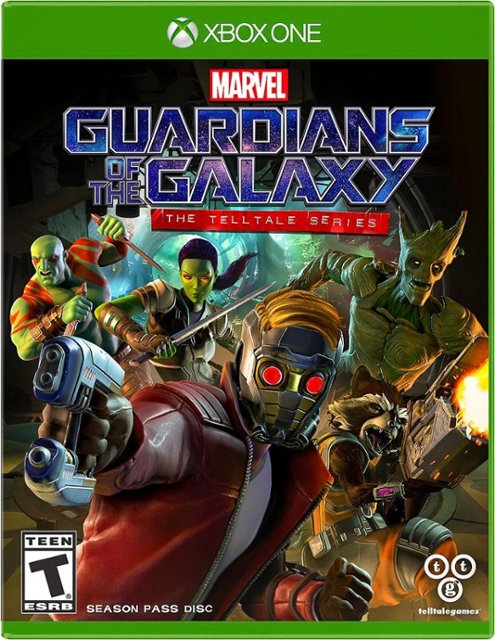 XBOX ONE
MARVEL
GUARDIANS
OF THE GALAXY
THE TELLTALE SERIES
TEEN
T
ESRB
SEASON PASS DISC
t t
g
telltalegames